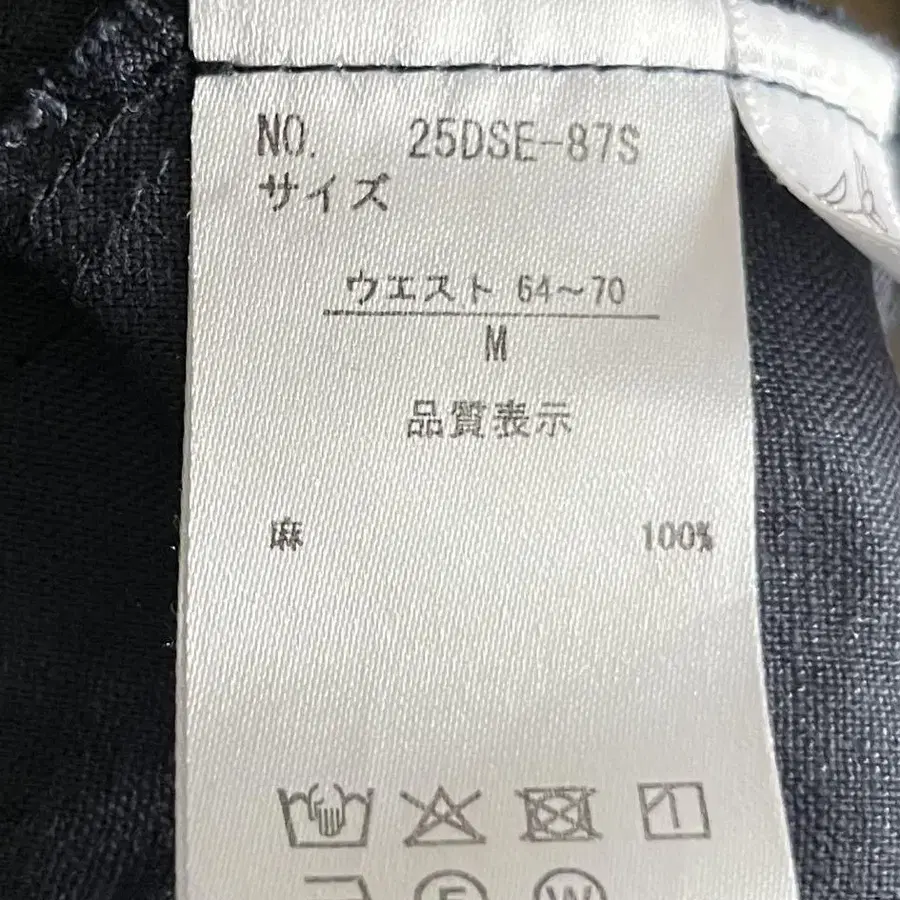 NO. 25DSE-87S
サイズ
ウエスト 64～70
M
品質表示
麻 100%
F W